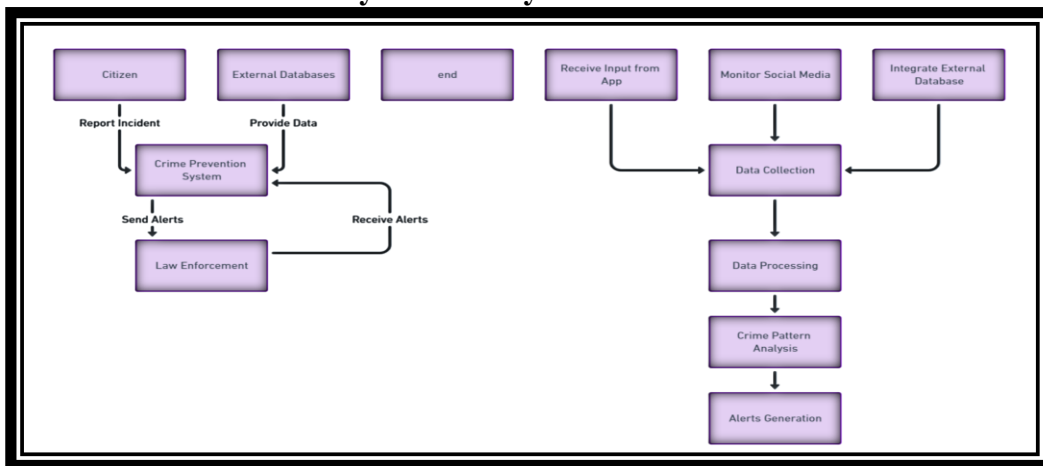 Citizen
External Databases
end
Receive Input from
App
Monitor Social Media
Integrate External
Database
Report Incident
Provide Data
Crime Prevention
System
Data Collection
Send Alerts
Receive Alerts
Law Enforcement
Data Processing
Crime Pattern
Analysis
Alerts Generation